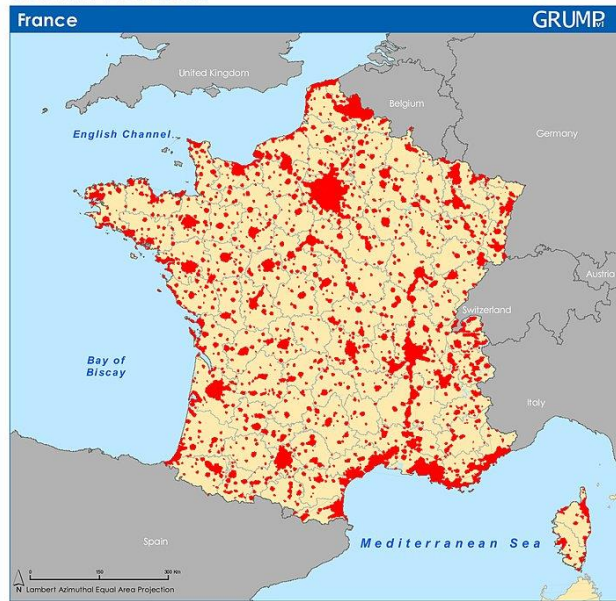 France
GRUMPv1
United Kingdom
Belgium
English Channel
Germany
Austria
Switzerland
Bay of
Biscay
Italy
Mediterranean Sea
Spain
0 150 300 Km
N Lambert Azimuthal Equal Area Projection